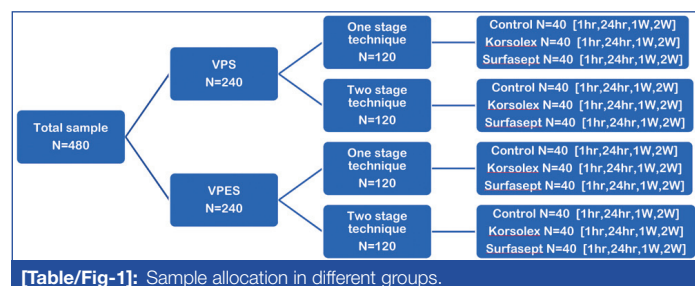 Total sample
N=480
VPS
N=240
VPES
N=240
One stage
technique
N=120
Two stage
technique
N=120
One stage
technique
N=120
Two stage
technique
N=120
Control N=40 [1hr,24hr,1W,2W]
Korsolex N=40 [1hr,24hr,1W,2W]
Surfasept N=40 [1hr,24hr,1W,2W]
Control N=40 [1hr,24hr,1W,2W]
Korsolex N=40 [1hr,24hr,1W,2W]
Surfasept N=40 [1hr,24hr,1W,2W]
Control N=40 [1hr,24hr,1W,2W]
Korsolex N=40 [1hr,24hr,1W,2W]
Surfasept N=40 [1hr,24hr,1W,2W]
Control N=40 [1hr,24hr,1W,2W]
Korsolex N=40 [1hr,24hr,1W,2W]
Surfasept N=40 [1hr,24hr,1W,2W]
[Table/Fig-1]: Sample allocation in different groups.